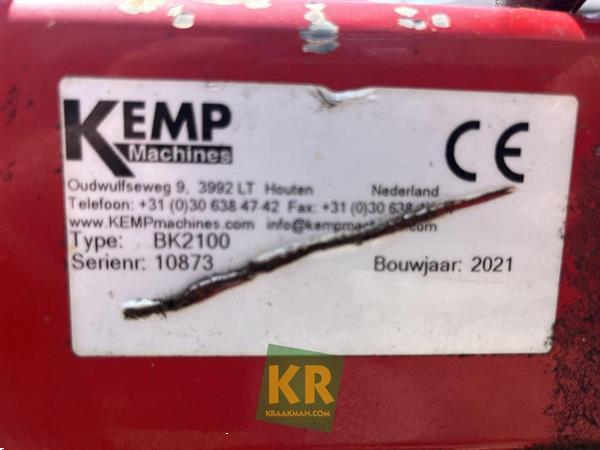 KEMP
Machines
CE
Oudwulfseweg 9, 3992 LT Houten Nederland
Telefoon: +31 (0)30 638 47 42 Fax: +31 (0)30 638
www.KEMPmachines.com
Type: BK2100
Serienr: 10873 Bouwjaar: 2021
KR
KRAAKMAN.COM